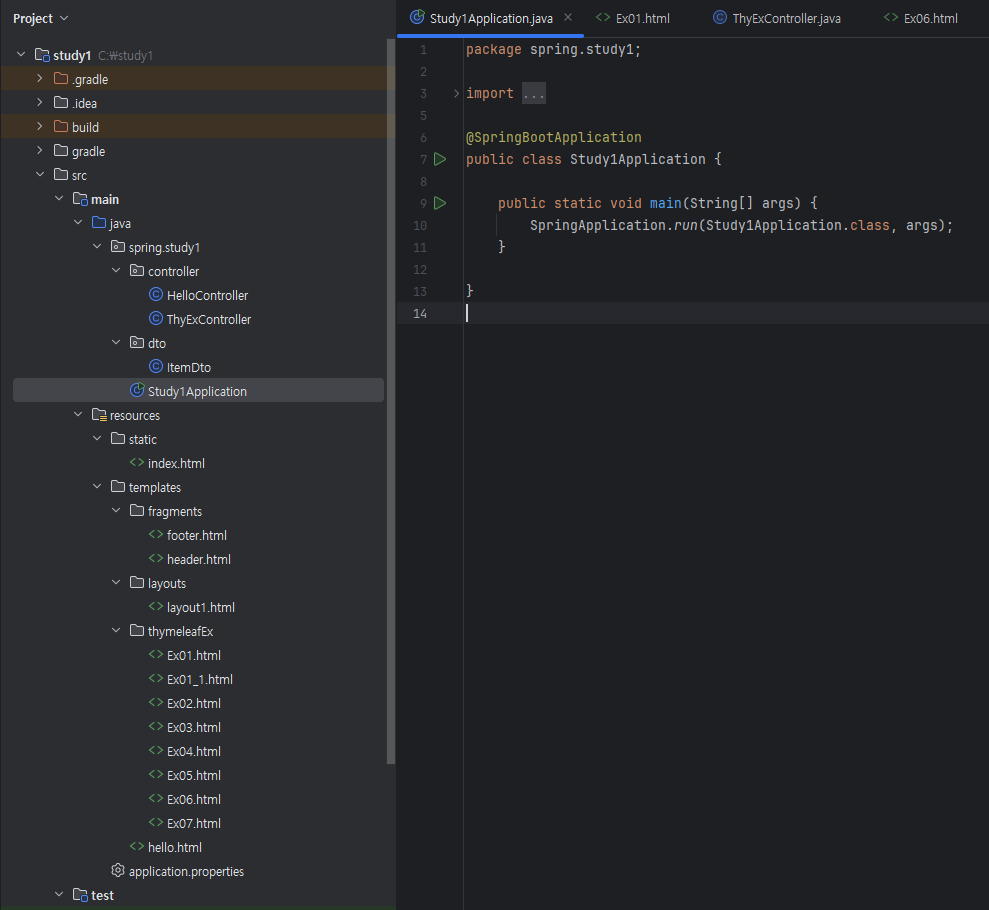 Project
study1 C:₩study1
.gradle
.idea
build
gradle
src
main
java
spring.study1
controller
HelloController
ThyExController
dto
ItemDto
Study1Application
resources
static
index.html
templates
fragments
footer.html
header.html
layouts
layout1.html
thymeleafEx
Ex01.html
Ex01_1.html
Ex02.html
Ex03.html
Ex04.html
Ex05.html
Ex06.html
Ex07.html
hello.html
application.properties
test
Study1Application.java Ex01.html ThyExController.java Ex06.html
1 package spring.study1;
2
3 import ...
5
6 @SpringBootApplication
7 public class Study1Application {
8
9 public static void main(String[] args) {
10 SpringApplication.run(Study1Application.class, args);
11 }
12
13 }
14